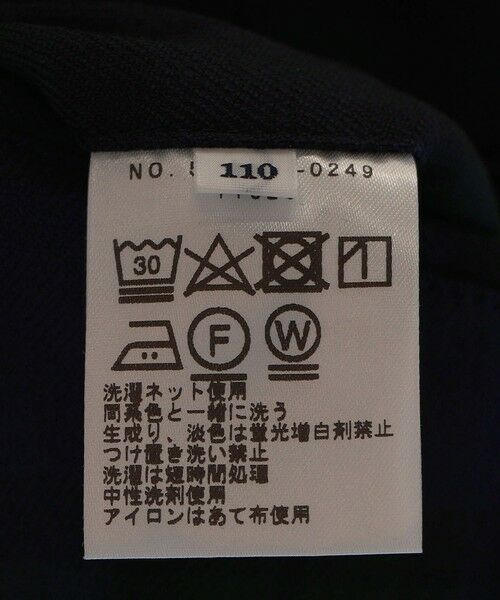 NO. 110 -0249
30
F W
洗濯ネット使用
同系色と一緒に洗う
生成り、淡色は蛍光増白剤禁止
つけ置き洗い禁止
洗濯は短時間処理
中性洗剤使用
アイロンはあて布使用